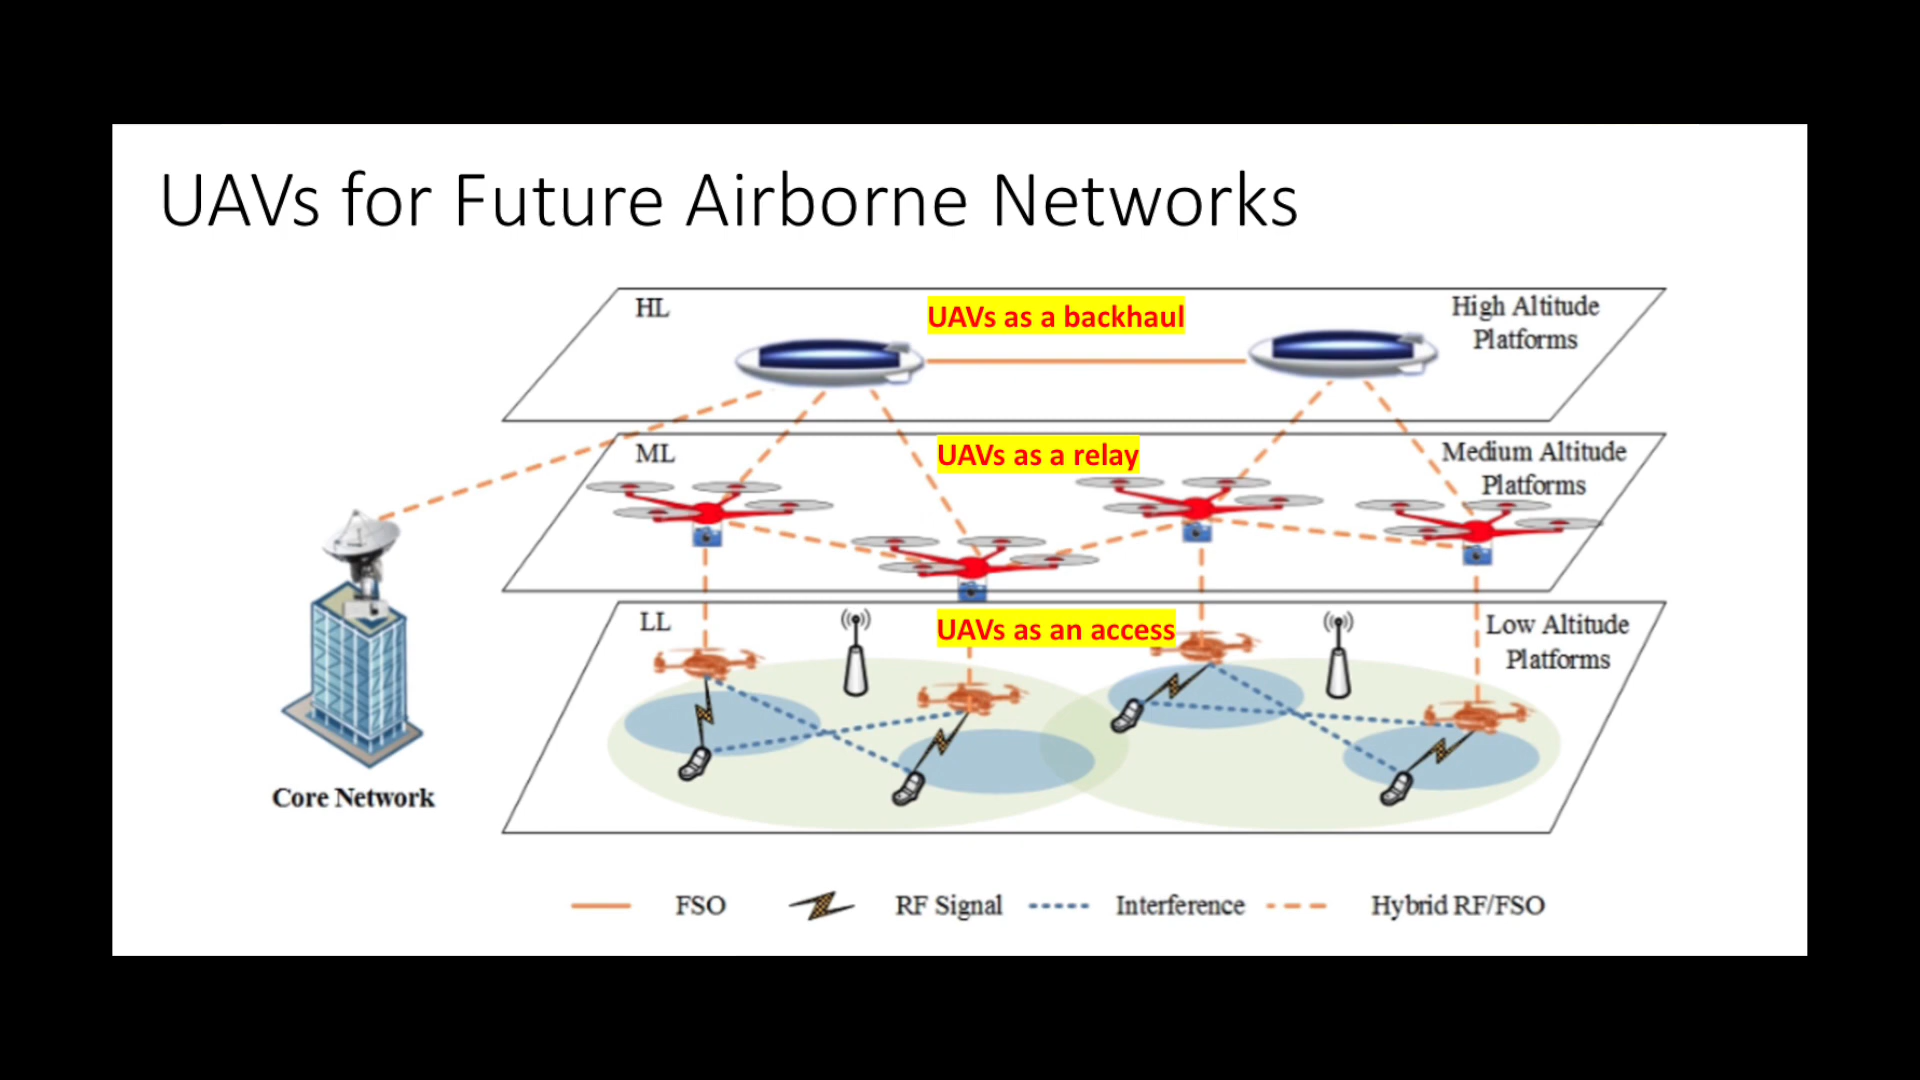 UAVs for Future Airborne Networks
HL
UAVs as a backhaul
High Altitude
Platforms
ML
UAVs as a relay
Medium Altitude
Platforms
LL
UAVs as an access
Low Altitude
Platforms
Core Network
FSO
RF Signal
Interference
Hybrid RF/FSO